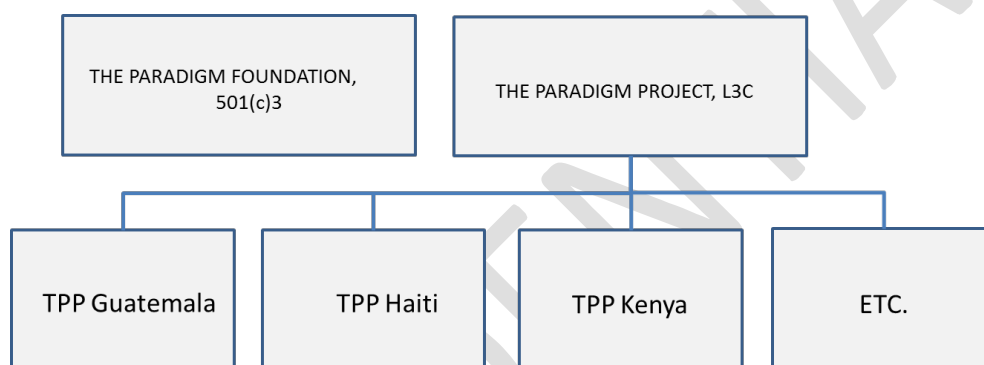 THE PARADIGM FOUNDATION,
501(c)3
THE PARADIGM PROJECT, L3C
TPP Guatemala
TPP Haiti
TPP Kenya
ETC.